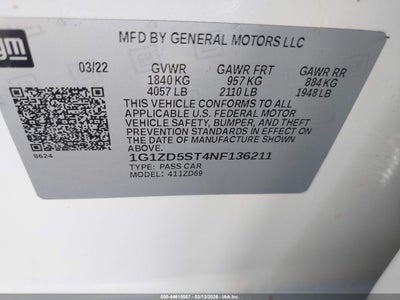 gm
MFD BY GENERAL MOTORS LLC
03/22 GVWR GAWR FRT GAWR RR
1840 KG 957 KG 884 KG
4057 LB 2110 LB 1948 LB
THIS VEHICLE CONFORMS TO ALL
APPLICABLE U.S. FEDERAL MOTOR
VEHICLE SAFETY, BUMPER, AND THEFT
PREVENTION STANDARDS IN EFFECT ON
THE DATE OF MANUFACTURE SHOWN
ABOVE.
8624
1G1ZD5ST4NF136211
TYPE: PASS CAR
MODEL: 411ZD69
000-44610557 - 03/13/2026 - IAA, Inc.